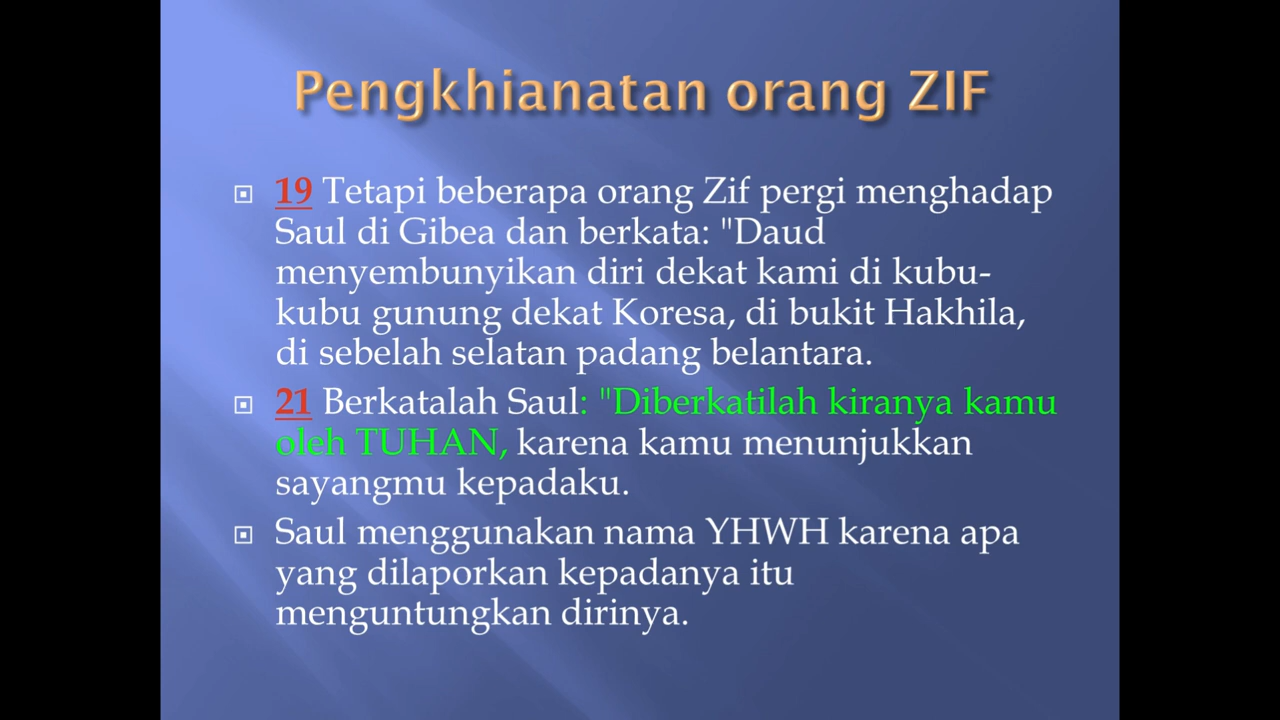 Pengkhianatan orang ZIF
19 Tetapi beberapa orang Zif pergi menghadap
Saul di Gibea dan berkata: "Daud
menyembunyikan diri dekat kami di kubu-
kubu gunung dekat Koresa, di bukit Hakhila,
di sebelah selatan padang belantara.
21 Berkatalah Saul: "Diberkatilah kiranya kamu
oleh TUHAN, karena kamu menunjukkan
sayangmu kepadaku.
Saul menggunakan nama YHWH karena apa
yang dilaporkan kepadanya itu
menguntungkan dirinya.